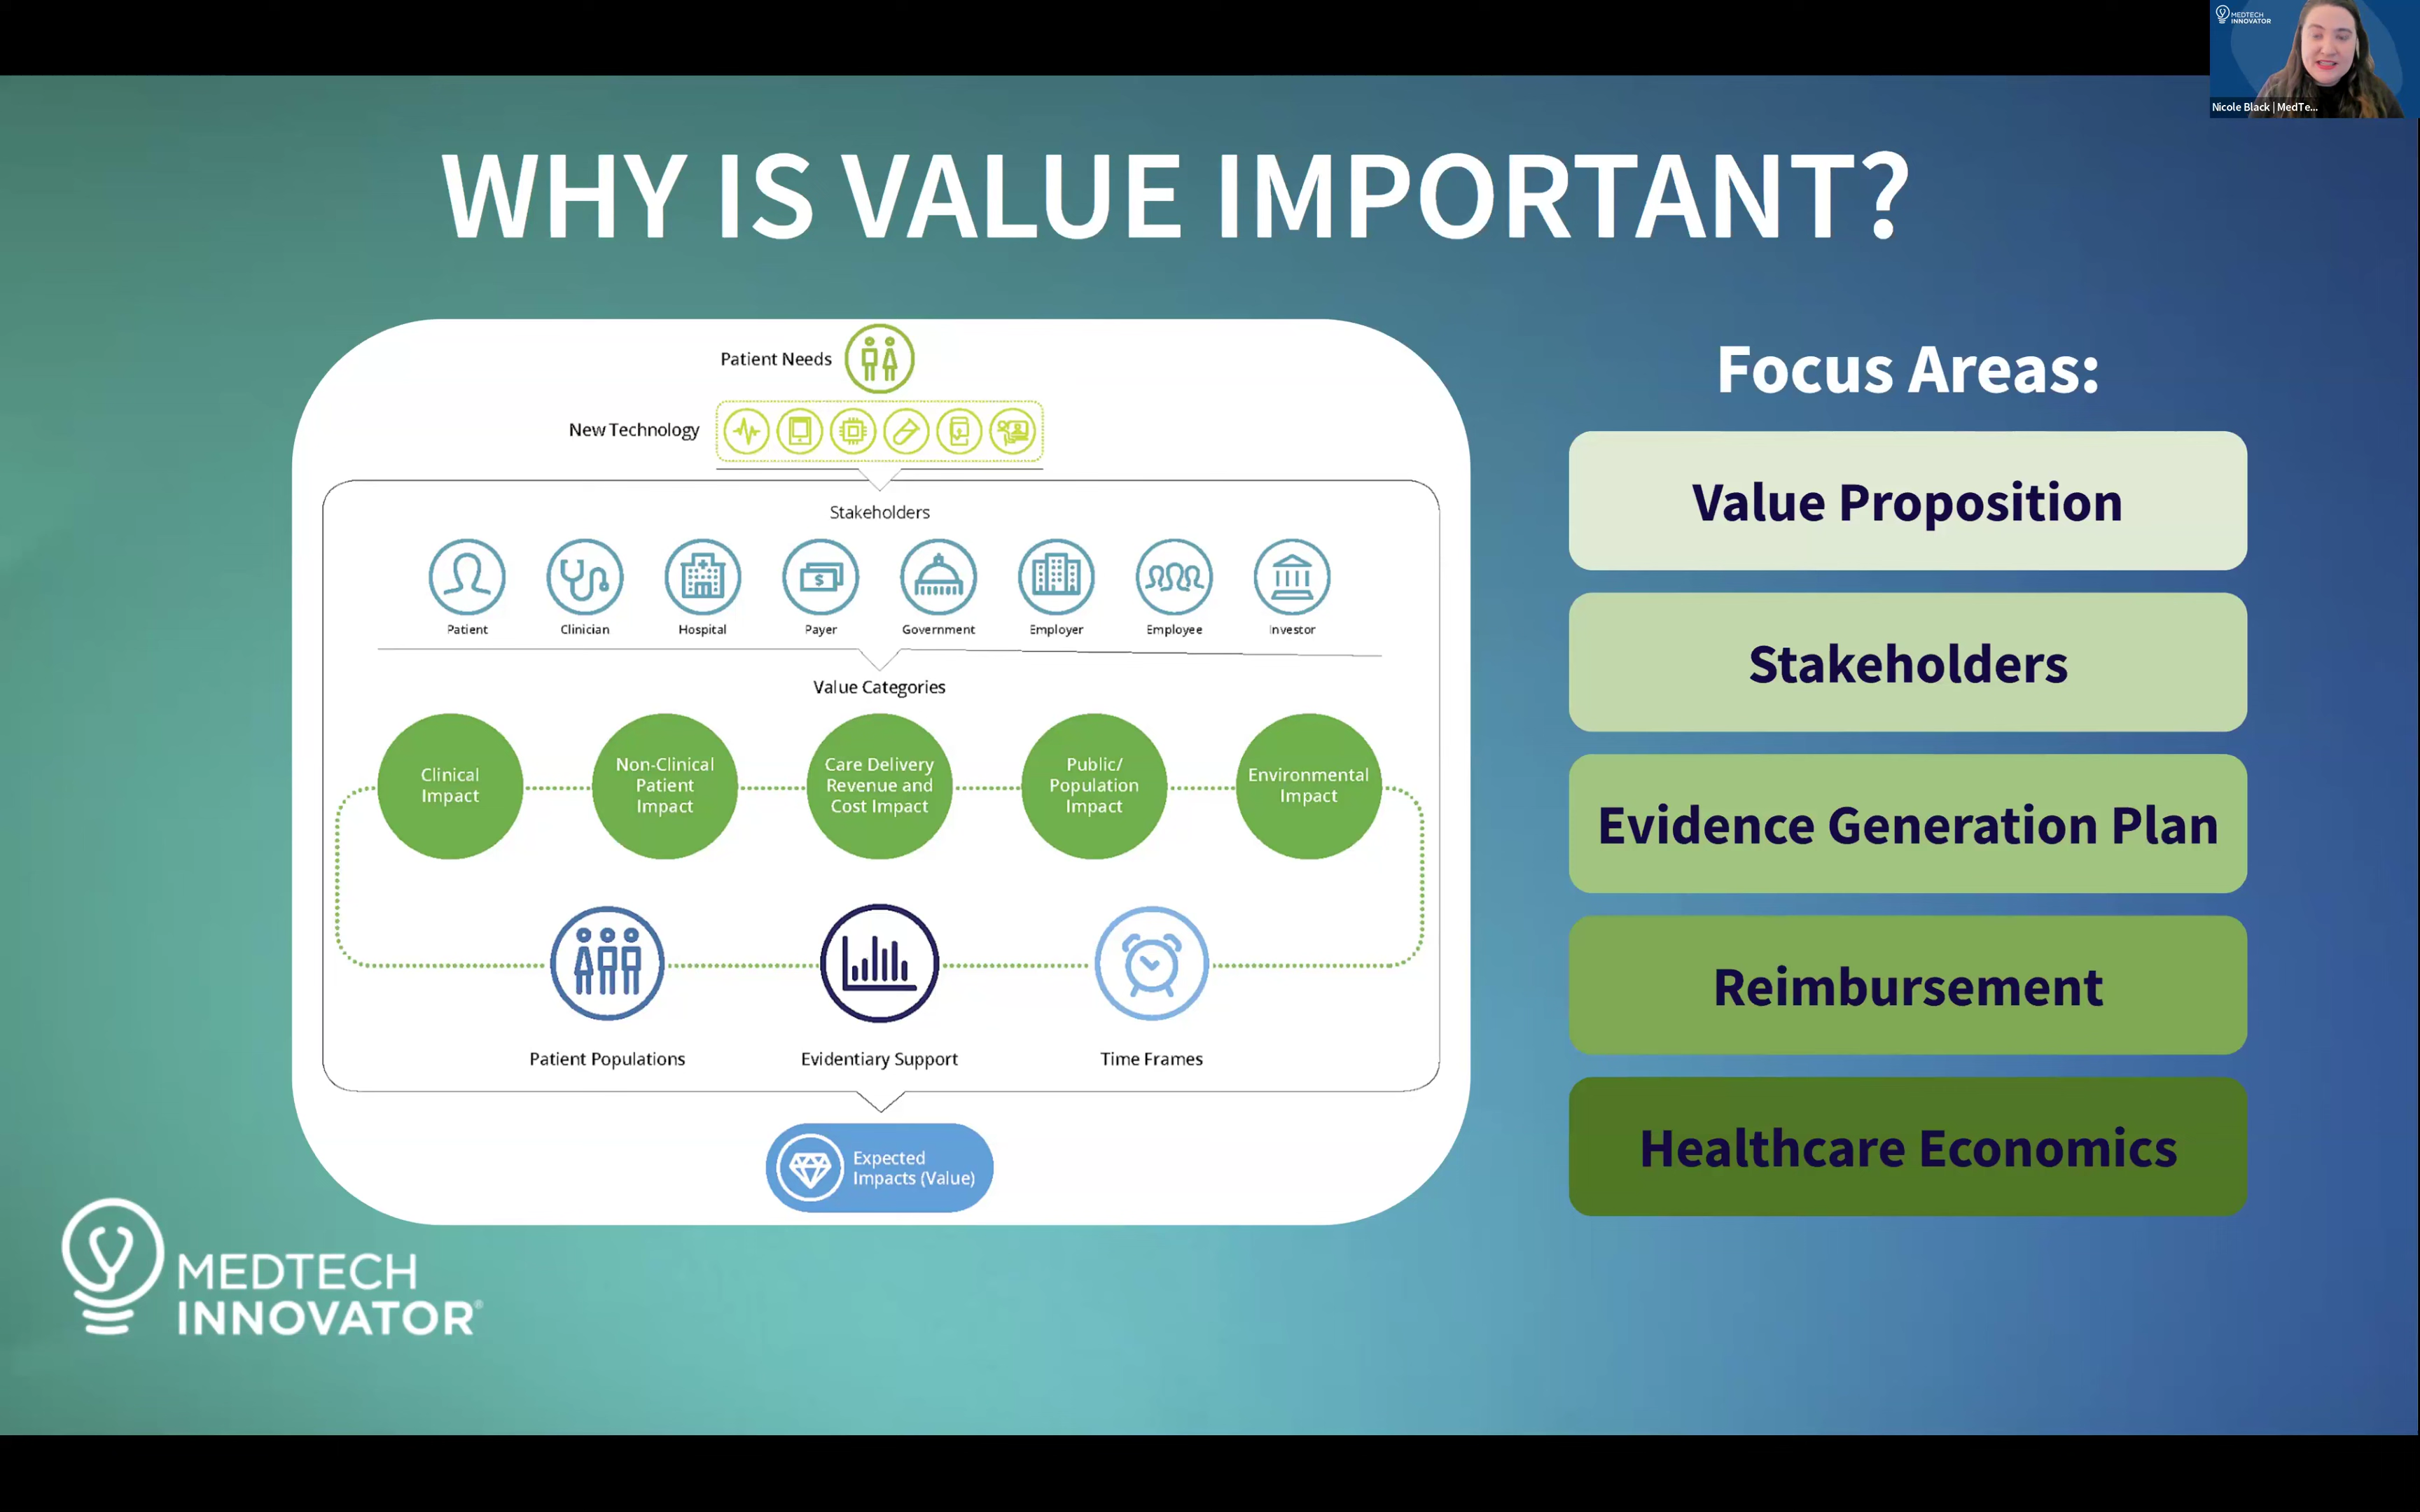 MEDTECH
INNOVATOR
Nicole Black | MedTe...
WHY IS VALUE IMPORTANT?
Patient Needs
New Technology
Stakeholders
Patient
Clinician
Hospital
Payer
$
Government
Employer
Employee
Investor
Value Categories
Clinical
Impact
Non-Clinical
Patient
Impact
Care Delivery
Revenue and
Cost Impact
Public/
Population
Impact
Environmental
Impact
Patient Populations
Evidentiary Support
Time Frames
Expected
Impacts (Value)
Focus Areas:
Value Proposition
Stakeholders
Evidence Generation Plan
Reimbursement
Healthcare Economics
MEDTECH
INNOVATOR®